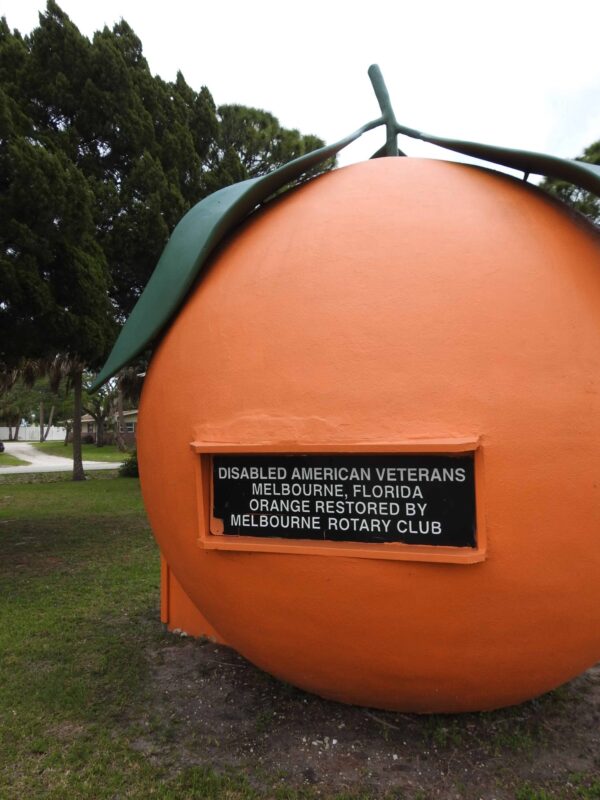 DISABLED AMERICAN VETERANS
MELBOURNE, FLORIDA
ORANGE RESTORED BY
MELBOURNE ROTARY CLUB